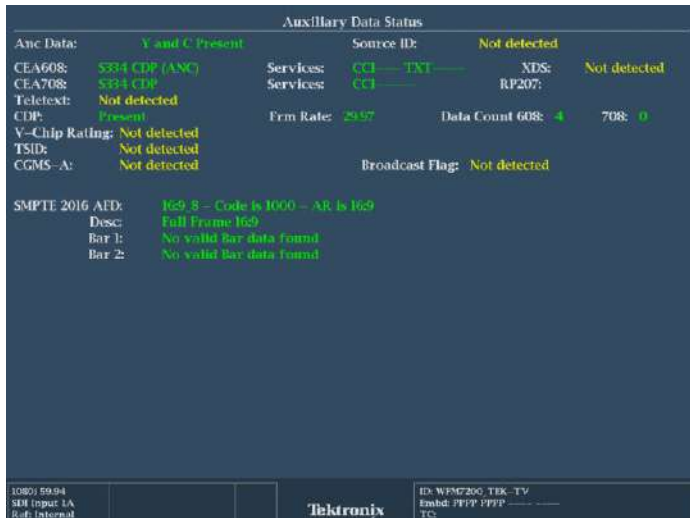 Auxillary Data Status
Anc Data: Y and C Present Source ID: Not detected
CEA608: S334 CDP (ANC) Services: CC1---- TXT------ XDS: Not detected
CEA708: S334 CDP Services: CC1------ RP207:
Teletext: Not detected
CDP: Present Frm Rate: 29.97 Data Count 608: 4 708: 0
V-Chip Rating: Not detected
TSID: Not detected
CGMS-A: Not detected Broadcast Flag: Not detected
SMPTE 2016 AFD: 16:9_8 - Code is 1000 - AR is 16:9
Desc: Full Frame 16:9
Bar 1: No valid Bar data found
Bar 2: No valid Bar data found
1080i 59.94
SDI Input 1A
Ref: Internal
Tektronix
ID: WFM7200_TEK-TV
Embd: PPPP PPPP ---- ----
TC: